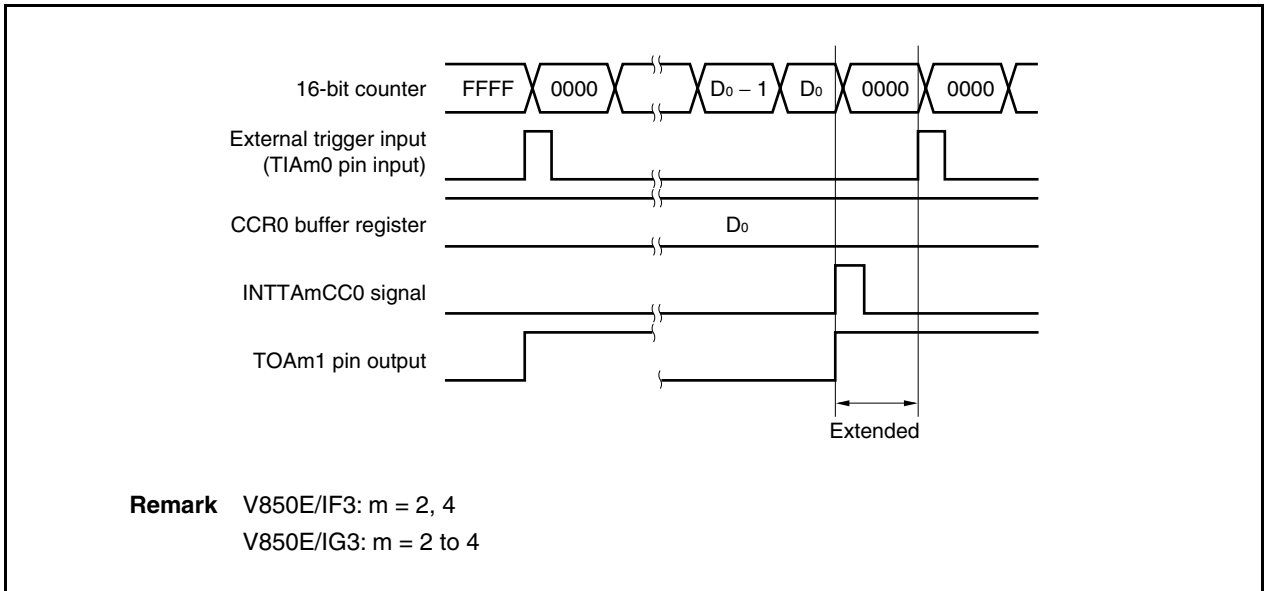 16-bit counter FFFF 0000 D0 − 1 D0 0000 0000
External trigger input
(TIAm0 pin input)
CCR0 buffer register D0
INTTAmCC0 signal
TOAm1 pin output
Extended
Remark V850E/IF3: m = 2, 4
V850E/IG3: m = 2 to 4